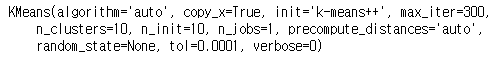 KMeans(algorithm='auto', copy_x=True, init='k-means++', max_iter=300,
n_clusters=10, n_init=10, n_jobs=1, precompute_distances='auto',
random_state=None, tol=0.0001, verbose=0)